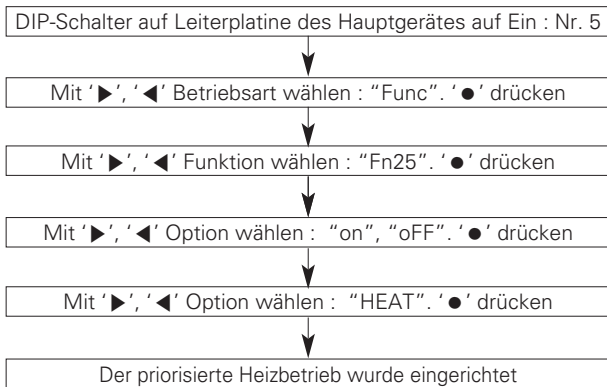 DIP-Schalter auf Leiterplatine des Hauptgerätes auf Ein : Nr. 5
Mit ‘▶’, ‘◀’ Betriebsart wählen : “Func”. ‘●’ drücken
Mit ‘▶’, ‘◀’ Funktion wählen : “Fn25”. ‘●’ drücken
Mit ‘▶’, ‘◀’ Option wählen : “on”, “oFF”. ‘●’ drücken
Mit ‘▶’, ‘◀’ Option wählen : “HEAT”. ‘●’ drücken
Der priorisierte Heizbetrieb wurde eingerichtet